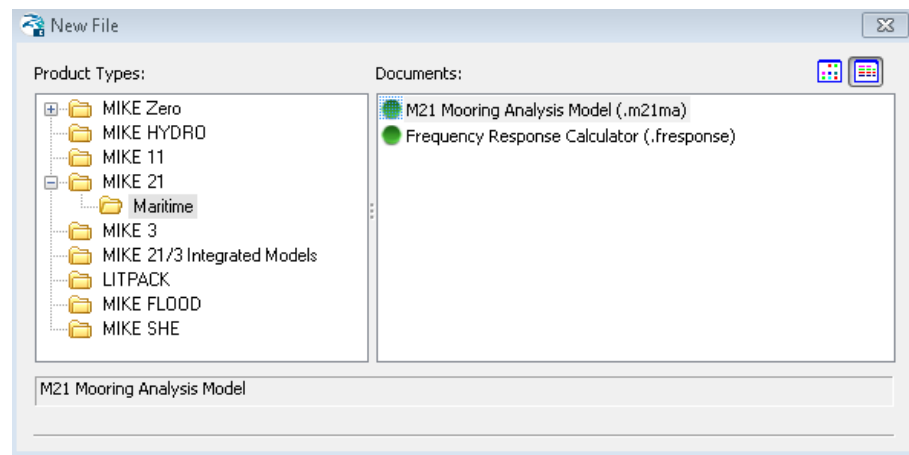 New File
Product Types:
Documents:
MIKE Zero
MIKE HYDRO
MIKE 11
MIKE 21
Maritime
MIKE 3
MIKE 21/3 Integrated Models
LITPACK
MIKE FLOOD
MIKE SHE
M21 Mooring Analysis Model (.m21ma)
Frequency Response Calculator (.fresponse)
M21 Mooring Analysis Model